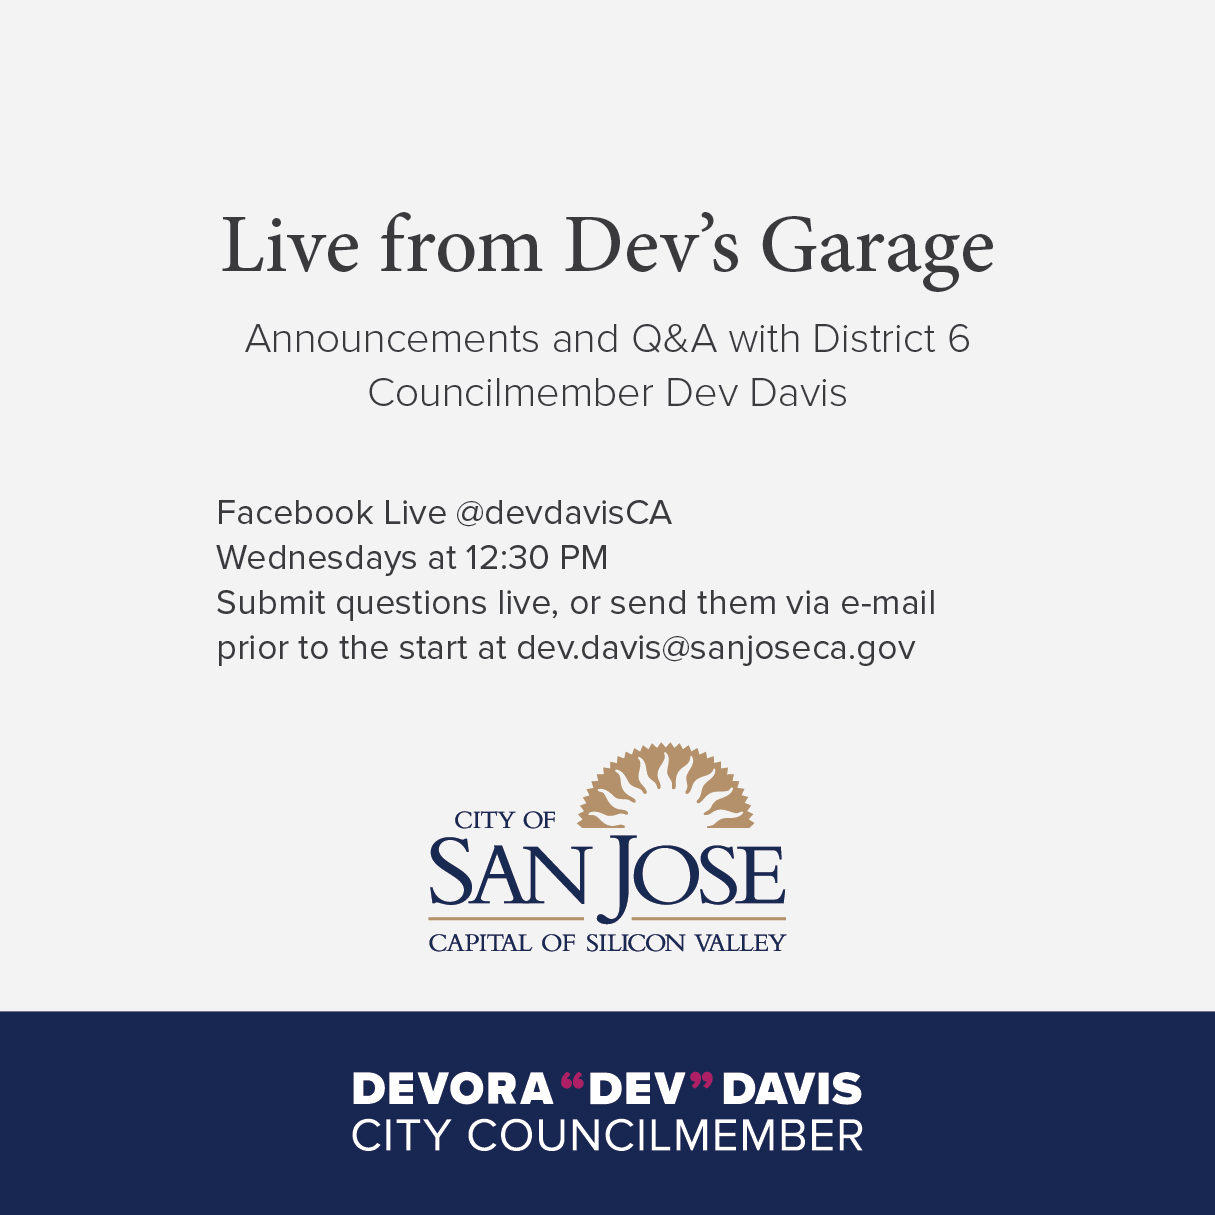 Live from Dev’s Garage
Announcements and Q&A with District 6
Councilmember Dev Davis
Facebook Live @devdavisCA
Wednesdays at 12:30 PM
Submit questions live, or send them via e-mail
prior to the start at dev.davis@sanjoseca.gov
CITY OF
SAN JOSE
CAPITAL OF SILICON VALLEY
DEVORA “DEV” DAVIS
CITY COUNCILMEMBER